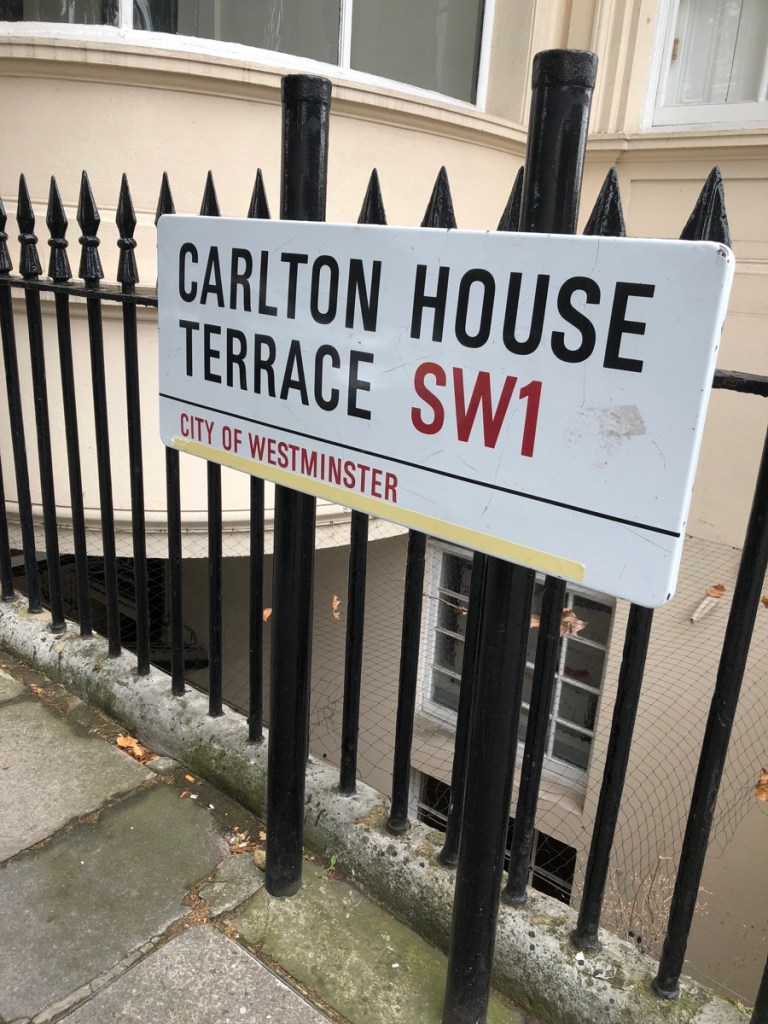 CARLTON HOUSE
TERRACE SW1
CITY OF WESTMINSTER